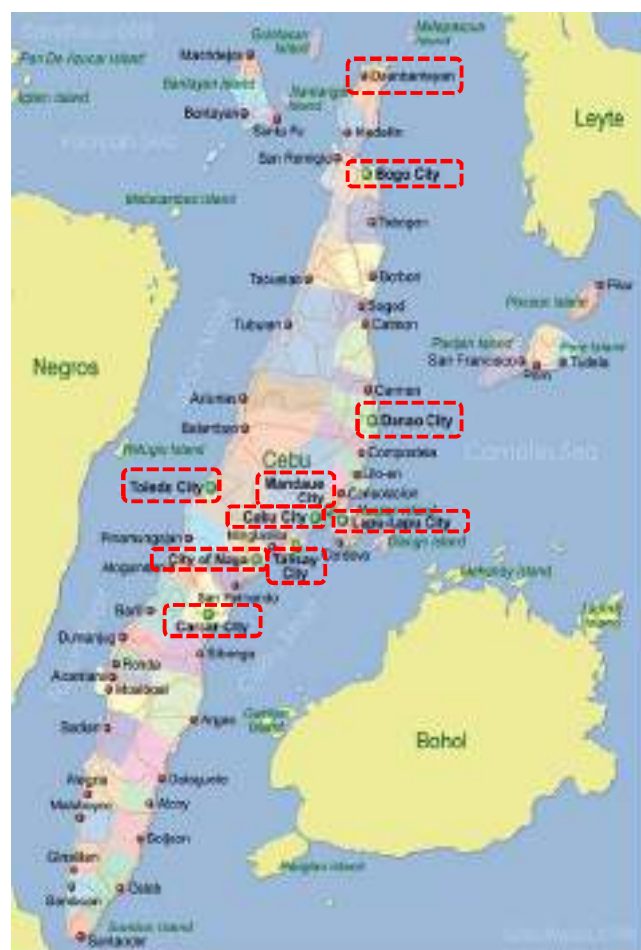 Madridejos
Daanbantayan
Bantayan Island
Bantayan
Santa Fe
Medellin
Leyte
San Remigio
Bogo City
Tabogon
Tabuelan
Borbon
Pilar
Sogod
Tuburan
Catmon
San Francisco
Poro
Tudela
Negros
Asturias
Carmen
Balamban
Danao City
Compostela
Cebu
Liloan
Toledo City
Mandaue
City
Consolacion
Cebu City
Lapu-Lapu City
Pinamungajan
Minglanilla
Cordova
City of Naga
Talisay
City
San Fernando
Barili
Carcar City
Dumanjug
Sibonga
Ronda
Moalboal
Argao
Badian
Bohol
Alegria
Dalaguete
Malabuyoc
Alcoy
Boljoon
Ginatilan
Samboan
Oslob
Santander